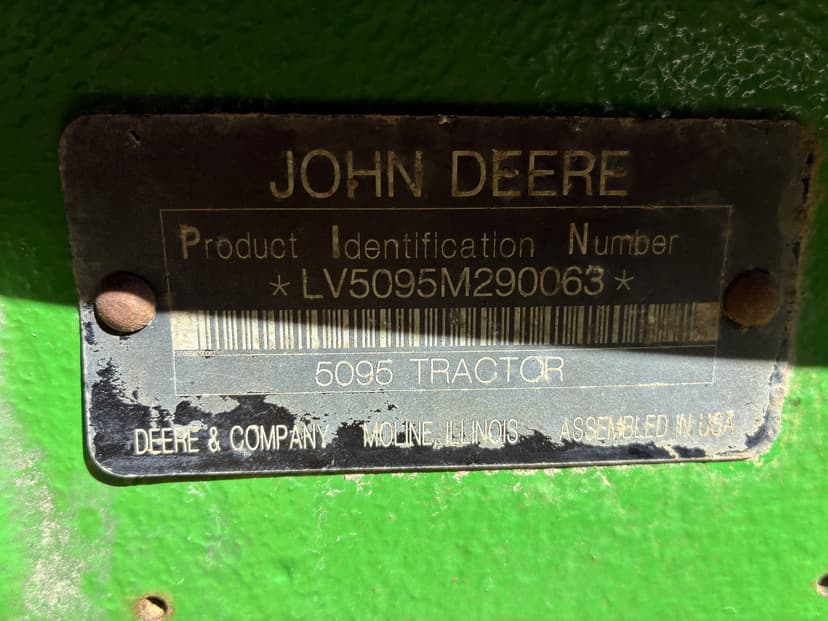 JOHN DEERE
Product Identification Number
*LV5095M290063*
5095 TRACTOR
DEERE & COMPANY MOLINE, ILLINOIS ASSEMBLED IN USA